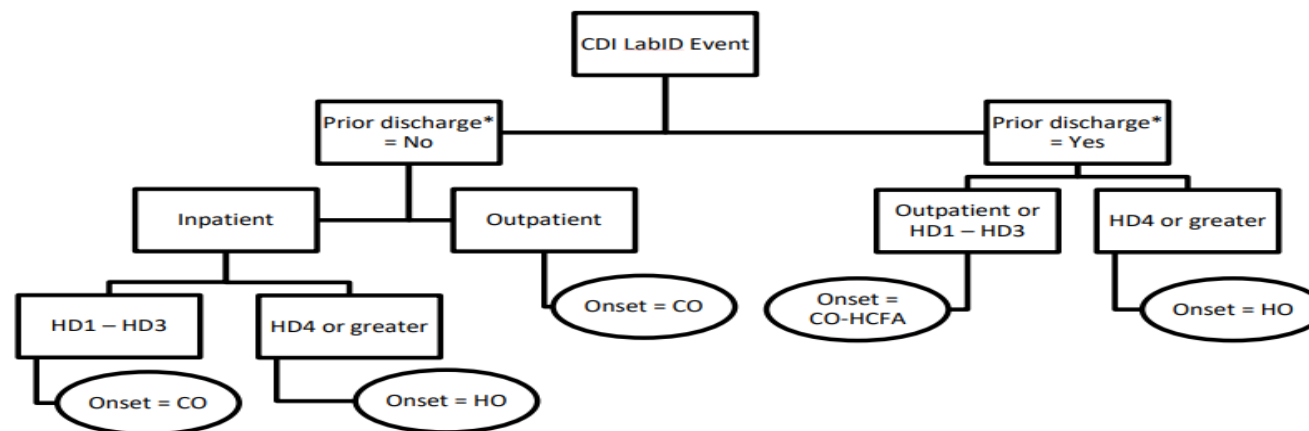 CDI LabID Event
Prior discharge*
= No
Prior discharge*
= Yes
Inpatient
Outpatient
Outpatient or
HD1 – HD3
HD4 or greater
HD1 – HD3
HD4 or greater
Onset = CO
Onset =
CO-HCFA
Onset = HO
Onset = CO
Onset = HO